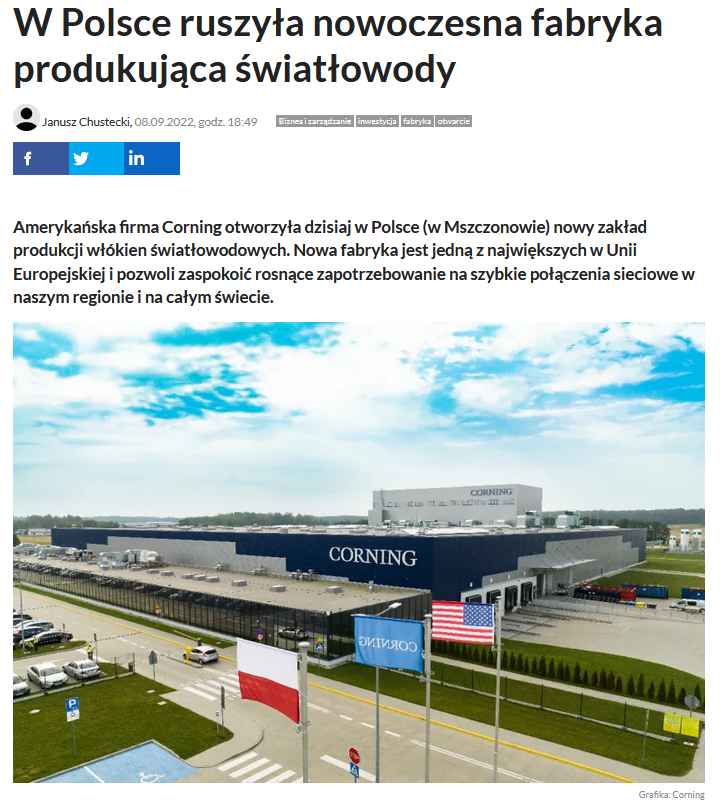 W Polsce ruszyła nowoczesna fabryka
produkująca światłowody
Janusz Chustecki, 08.09.2022, godz. 18:49
Biznes i zarządzanie inwestycja fabryka otwarcie
f in
Amerykańska firma Corning otworzyła dzisiaj w Polsce (w Mszczonowie) nowy zakład
produkcji włókien światłowodowych. Nowa fabryka jest jedną z największych w Unii
Europejskiej i pozwoli zaspokoić rosnące zapotrzebowanie na szybkie połączenia sieciowe w
naszym regionie i na całym świecie.
CORNING
CORNING
CORNING
P
STOP
Grafika: Corning